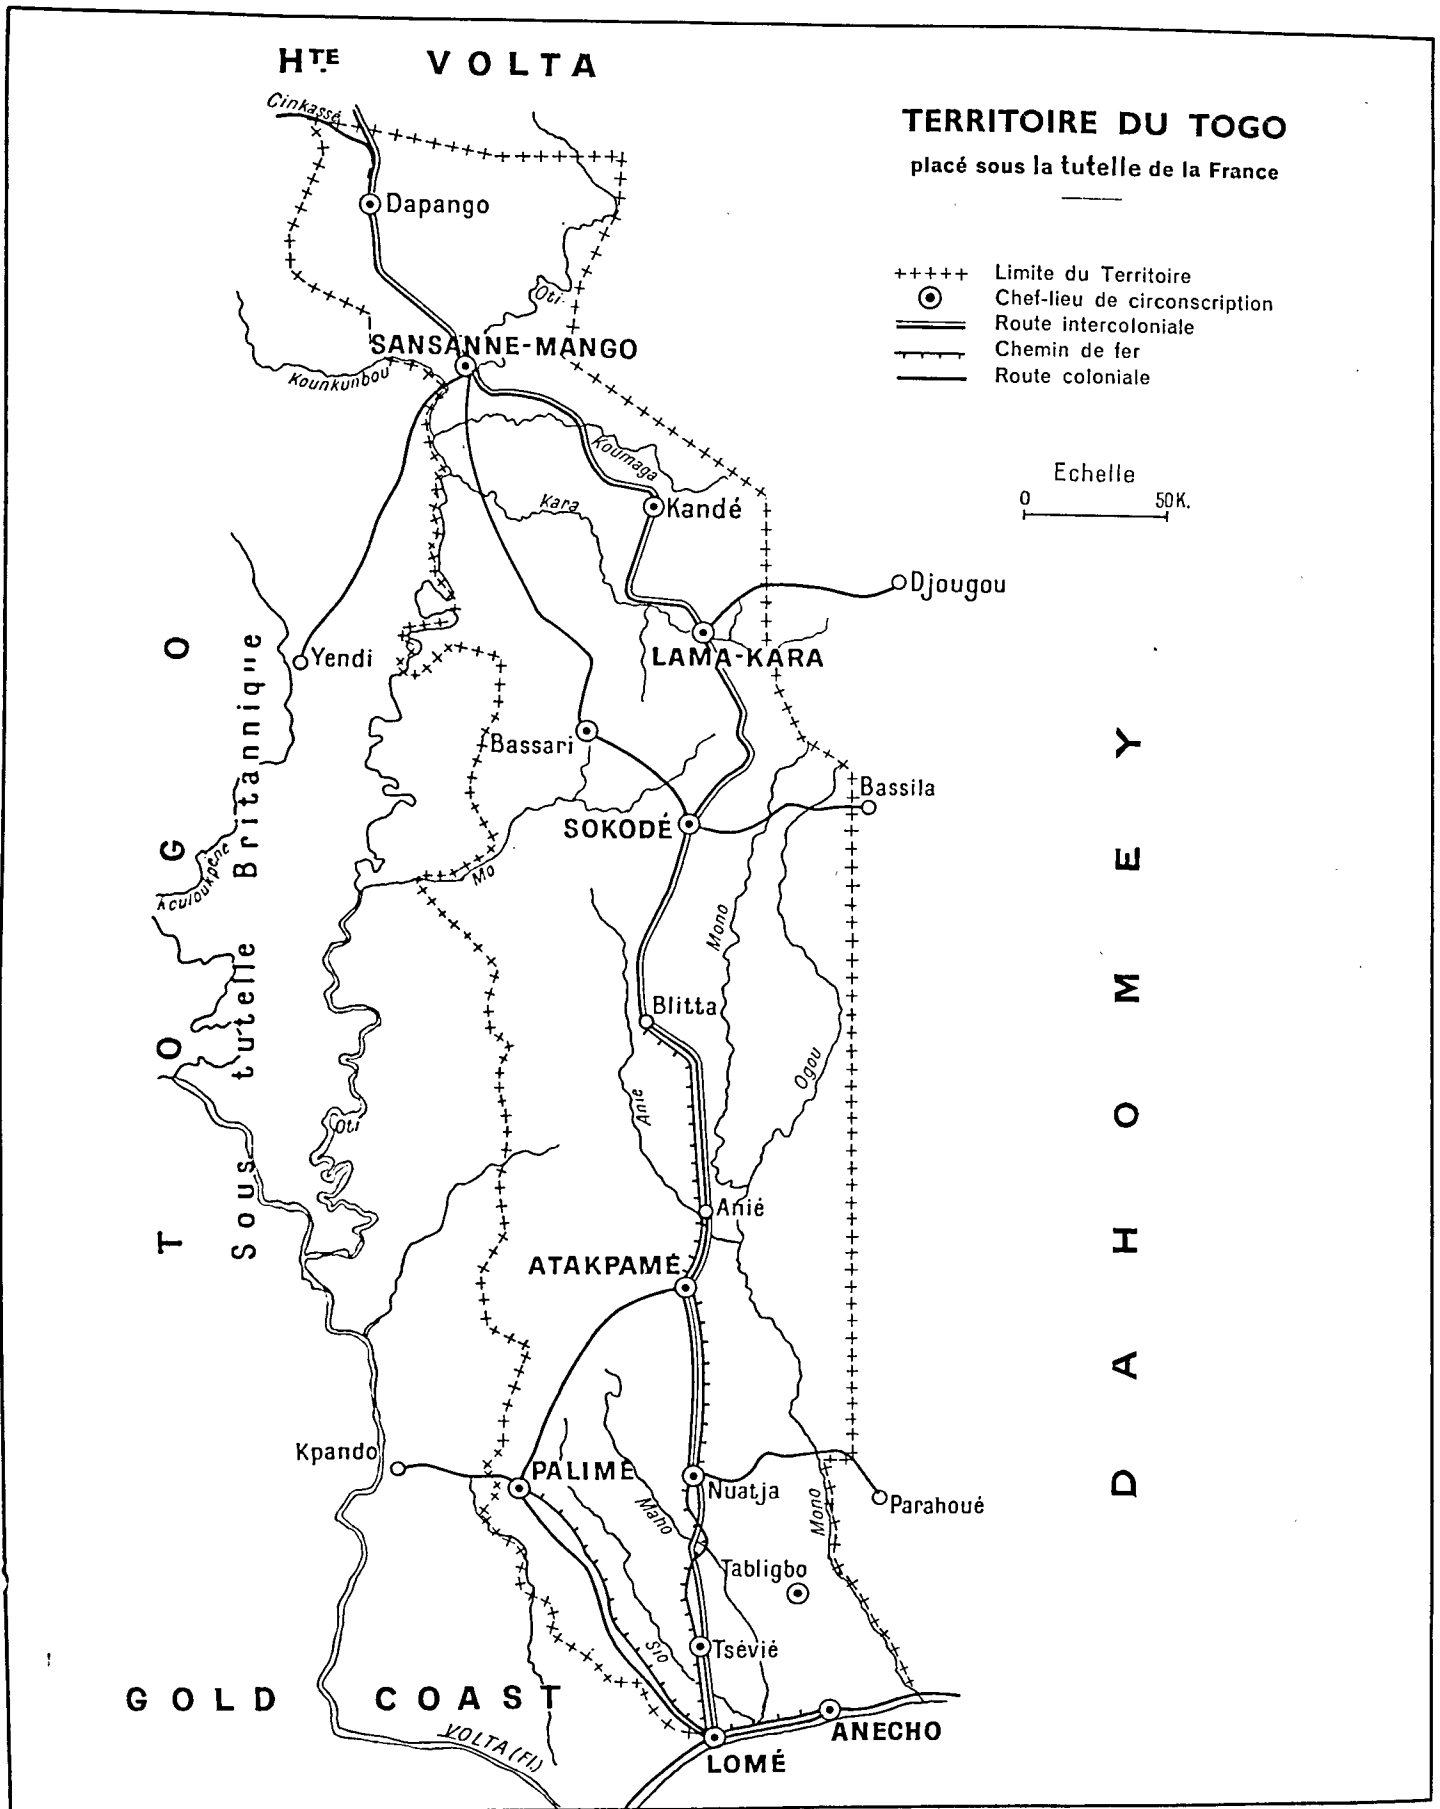 HTE. VOLTA
Cinkassé
TERRITOIRE DU TOGO
placé sous la tutelle de la France
Dapango
+++++ Limite du Territoire
Chef-lieu de circonscription
Route intercoloniale
Chemin de fer
Route coloniale
Oti
SANSANNE-MANGO
Kounkunbou
Koumaga
Echelle
0 50K.
Kara
Kandé
Djougou
Yendi
LAMA-KARA
Bassari
Bassila
SOKODÉ
Mo
Mono
Blitta
Ogou
Anie
Oti
TOGO
Sous tutelle Britannique
DAHOMEY
Anié
ATAKPAMÉ
Kpando
PALIMÉ
Nuatja
Parahoué
Maho
Mono
Tabligbo
Sio
Tsévié
GOLD COAST
VOLTA (Fl.)
ANECHO
LOMÉ